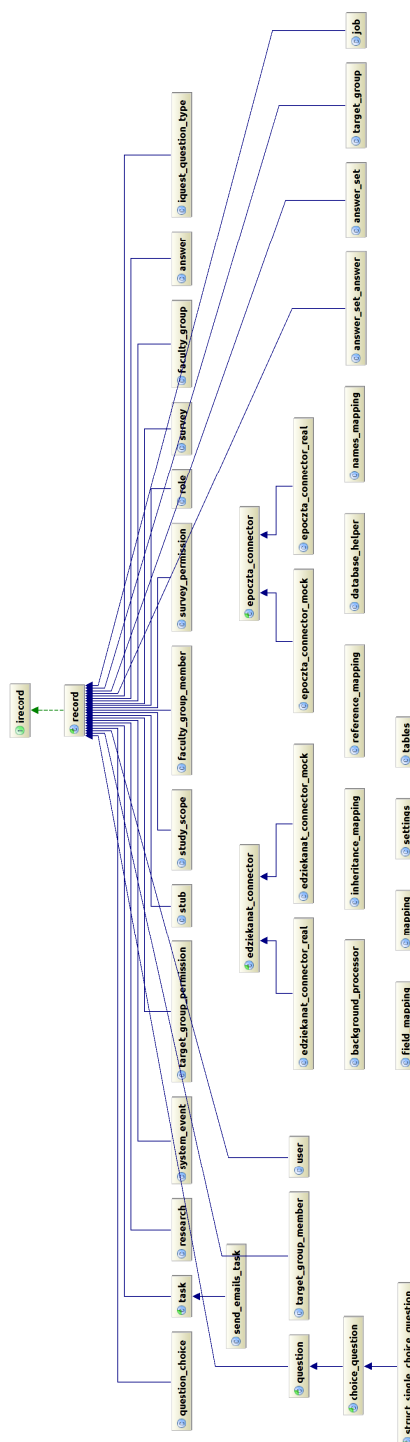 irecord
record
question_choice
task
research
system_event
target_group_permission
stub
study_scope
faculty_group_member
survey_permission
role
survey
faculty_group
answer
iquest_question_type
send_emails_task
edziekanat_connector
epoczta_connector
question
target_group_member
user
edziekanat_connector_real
edziekanat_connector_mock
epoczta_connector_mock
epoczta_connector_real
choice_question
background_processor
inheritance_mapping
reference_mapping
database_helper
names_mapping
answer_set_answer
answer_set
target_group
job
struct_single_choice_question
field_mapping
mapping
settings
tables